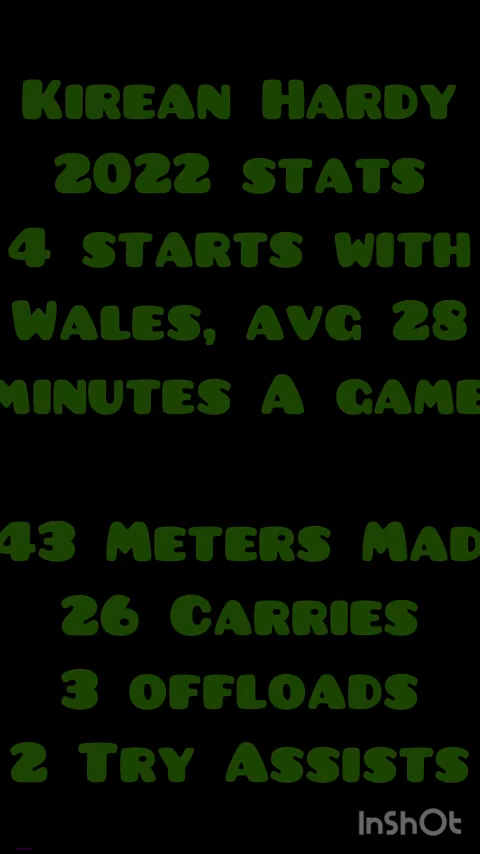 Kirean Hardy
2022 stats
4 starts with
Wales, avg 28
minutes a game
43 Meters Mad
26 Carries
3 offloads
2 Try Assists
InShOt